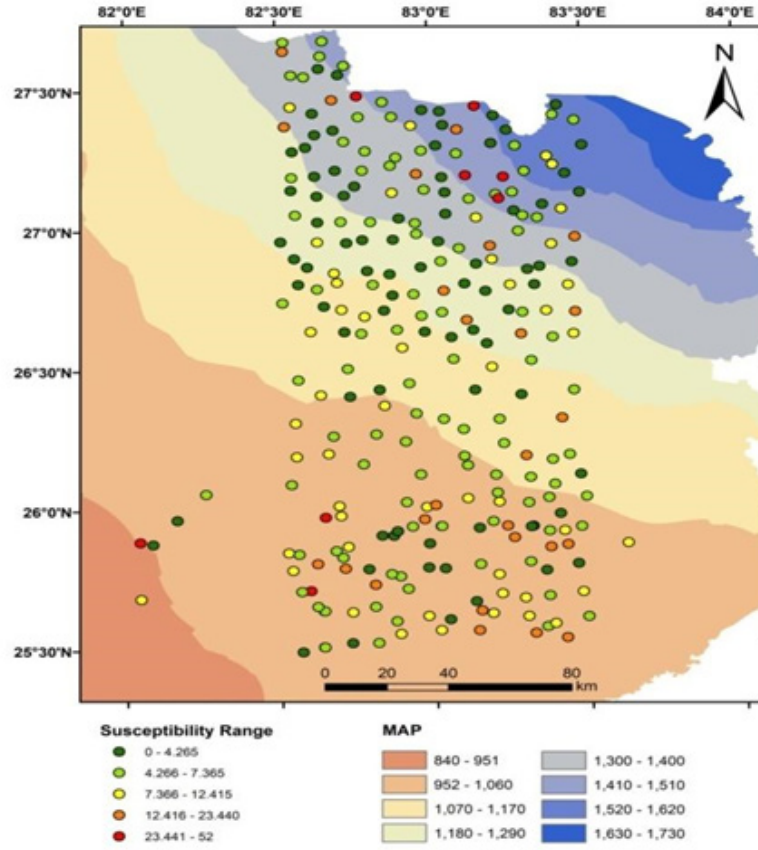 82°0'E 82°30'E 83°0'E 83°30'E 84°0'E
N
27°30'N
27°0'N
26°30'N
26°0'N
25°30'N
0 20 40 80
km
Susceptibility Range
0 - 4.265
4.266 - 7.365
7.366 - 12.415
12.416 - 23.440
23.441 - 52
MAP
840 - 951
952 - 1,060
1,070 - 1,170
1,180 - 1,290
1,300 - 1,400
1,410 - 1,510
1,520 - 1,620
1,630 - 1,730